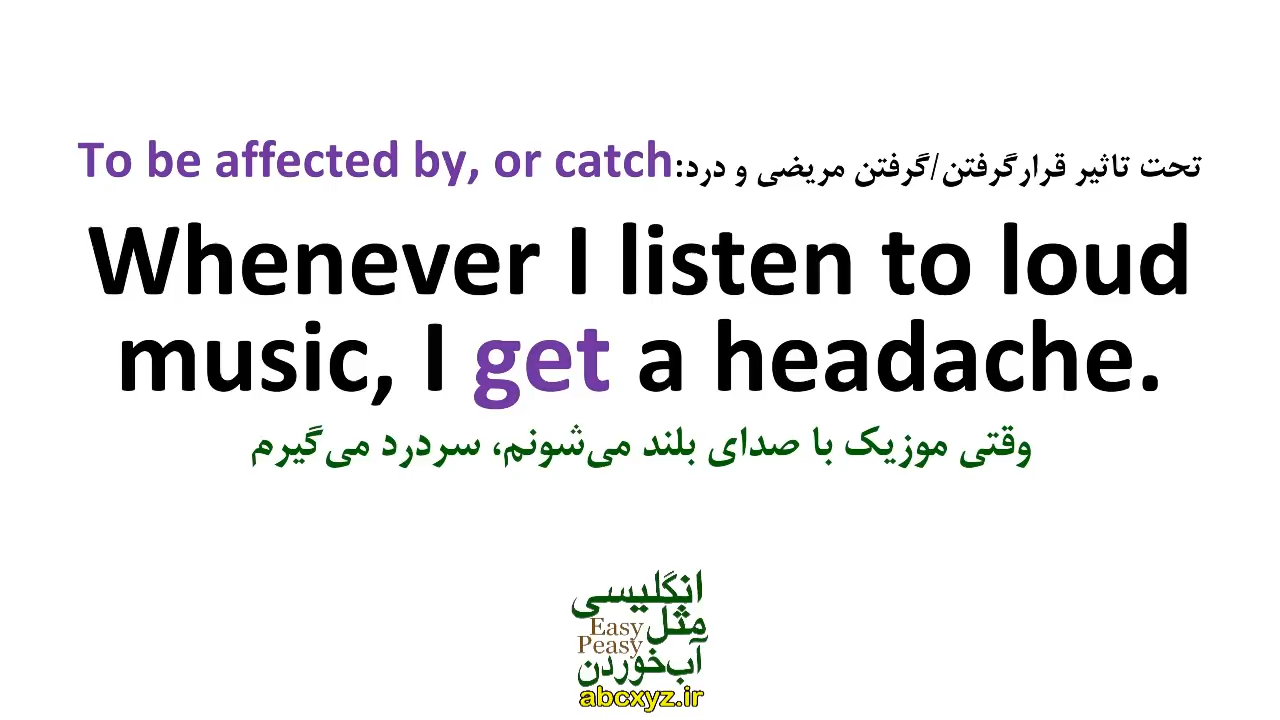 To be affected by, or catch:تحت تاثیر قرارگرفتن/گرفتن مریضی و درد
Whenever I listen to loud
music, I get a headache.
وقتی موزیک با صدای بلند می‌شونم، سردرد می‌گیرم
انگلیسی
مثل
Easy
Peasy
آب‌خوردن
abcxyz.ir